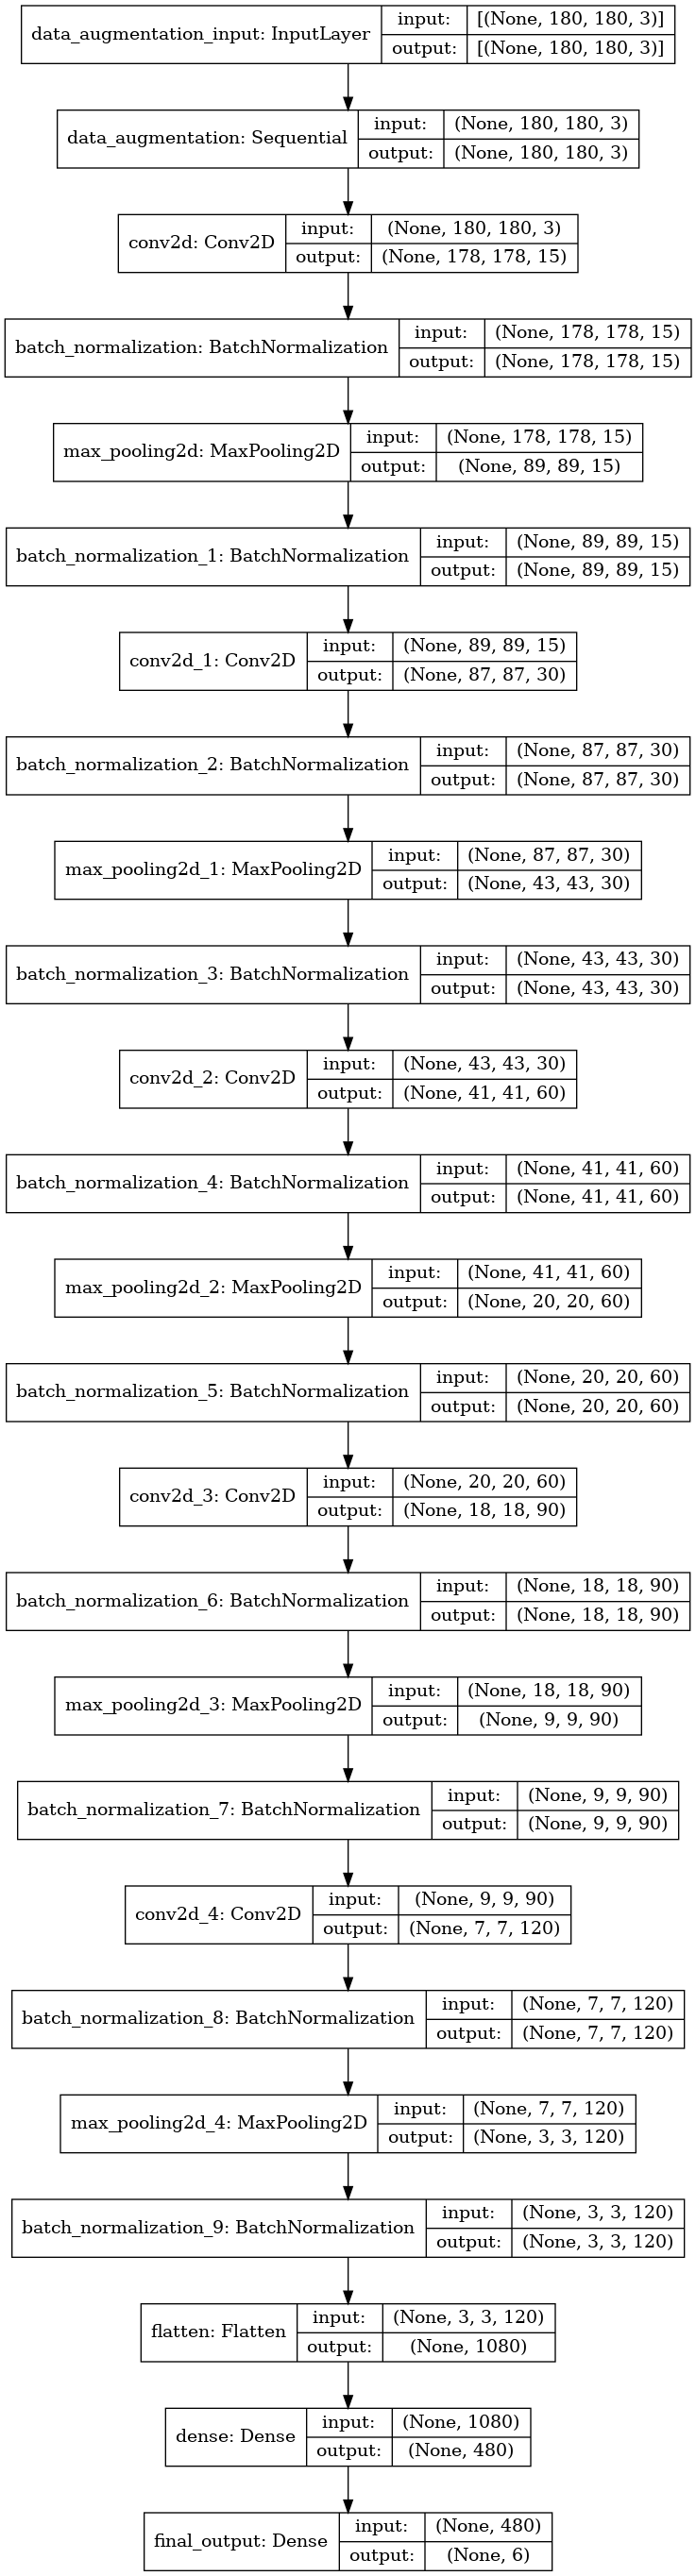 data_augmentation_input: InputLayer
input: [(None, 180, 180, 3)]
output: [(None, 180, 180, 3)]
data_augmentation: Sequential
input: (None, 180, 180, 3)
output: (None, 180, 180, 3)
conv2d: Conv2D
input: (None, 180, 180, 3)
output: (None, 178, 178, 15)
batch_normalization: BatchNormalization
input: (None, 178, 178, 15)
output: (None, 178, 178, 15)
max_pooling2d: MaxPooling2D
input: (None, 178, 178, 15)
output: (None, 89, 89, 15)
batch_normalization_1: BatchNormalization
input: (None, 89, 89, 15)
output: (None, 89, 89, 15)
conv2d_1: Conv2D
input: (None, 89, 89, 15)
output: (None, 87, 87, 30)
batch_normalization_2: BatchNormalization
input: (None, 87, 87, 30)
output: (None, 87, 87, 30)
max_pooling2d_1: MaxPooling2D
input: (None, 87, 87, 30)
output: (None, 43, 43, 30)
batch_normalization_3: BatchNormalization
input: (None, 43, 43, 30)
output: (None, 43, 43, 30)
conv2d_2: Conv2D
input: (None, 43, 43, 30)
output: (None, 41, 41, 60)
batch_normalization_4: BatchNormalization
input: (None, 41, 41, 60)
output: (None, 41, 41, 60)
max_pooling2d_2: MaxPooling2D
input: (None, 41, 41, 60)
output: (None, 20, 20, 60)
batch_normalization_5: BatchNormalization
input: (None, 20, 20, 60)
output: (None, 20, 20, 60)
conv2d_3: Conv2D
input: (None, 20, 20, 60)
output: (None, 18, 18, 90)
batch_normalization_6: BatchNormalization
input: (None, 18, 18, 90)
output: (None, 18, 18, 90)
max_pooling2d_3: MaxPooling2D
input: (None, 18, 18, 90)
output: (None, 9, 9, 90)
batch_normalization_7: BatchNormalization
input: (None, 9, 9, 90)
output: (None, 9, 9, 90)
conv2d_4: Conv2D
input: (None, 9, 9, 90)
output: (None, 7, 7, 120)
batch_normalization_8: BatchNormalization
input: (None, 7, 7, 120)
output: (None, 7, 7, 120)
max_pooling2d_4: MaxPooling2D
input: (None, 7, 7, 120)
output: (None, 3, 3, 120)
batch_normalization_9: BatchNormalization
input: (None, 3, 3, 120)
output: (None, 3, 3, 120)
flatten: Flatten
input: (None, 3, 3, 120)
output: (None, 1080)
dense: Dense
input: (None, 1080)
output: (None, 480)
final_output: Dense
input: (None, 480)
output: (None, 6)